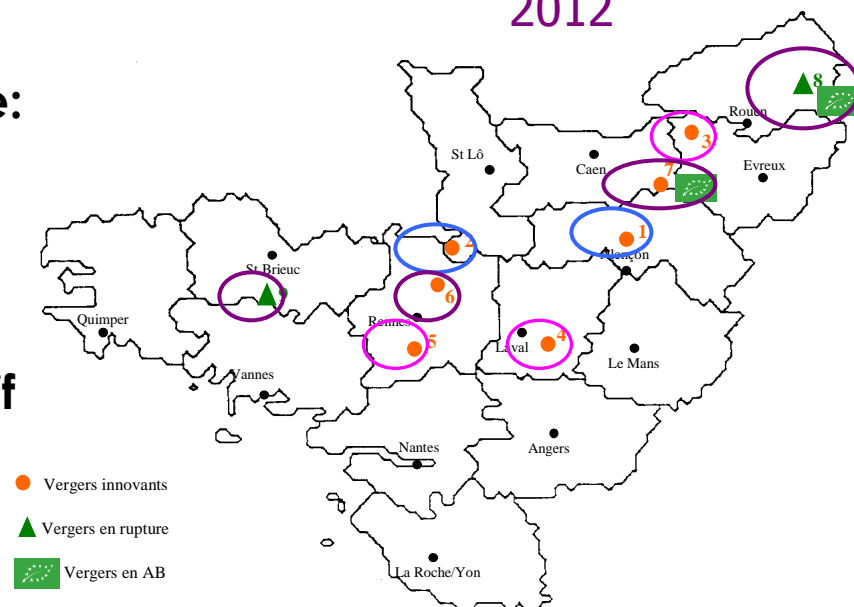 2012
e:
8
Rouen
3
St Lô
Caen
7
Evreux
1
Alençon
2
St Brieuc
9
6
Quimper
Rennes
5
Laval
4
Le Mans
Vannes
ff
Nantes
Angers
Vergers innovants
Vergers en rupture
Vergers en AB
La Roche/Yon